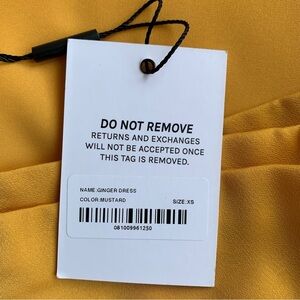 DO NOT REMOVE
RETURNS AND EXCHANGES
WILL NOT BE ACCEPTED ONCE
THIS TAG IS REMOVED.
NAME:GINGER DRESS
COLOR:MUSTARD SIZE:XS
081009961250